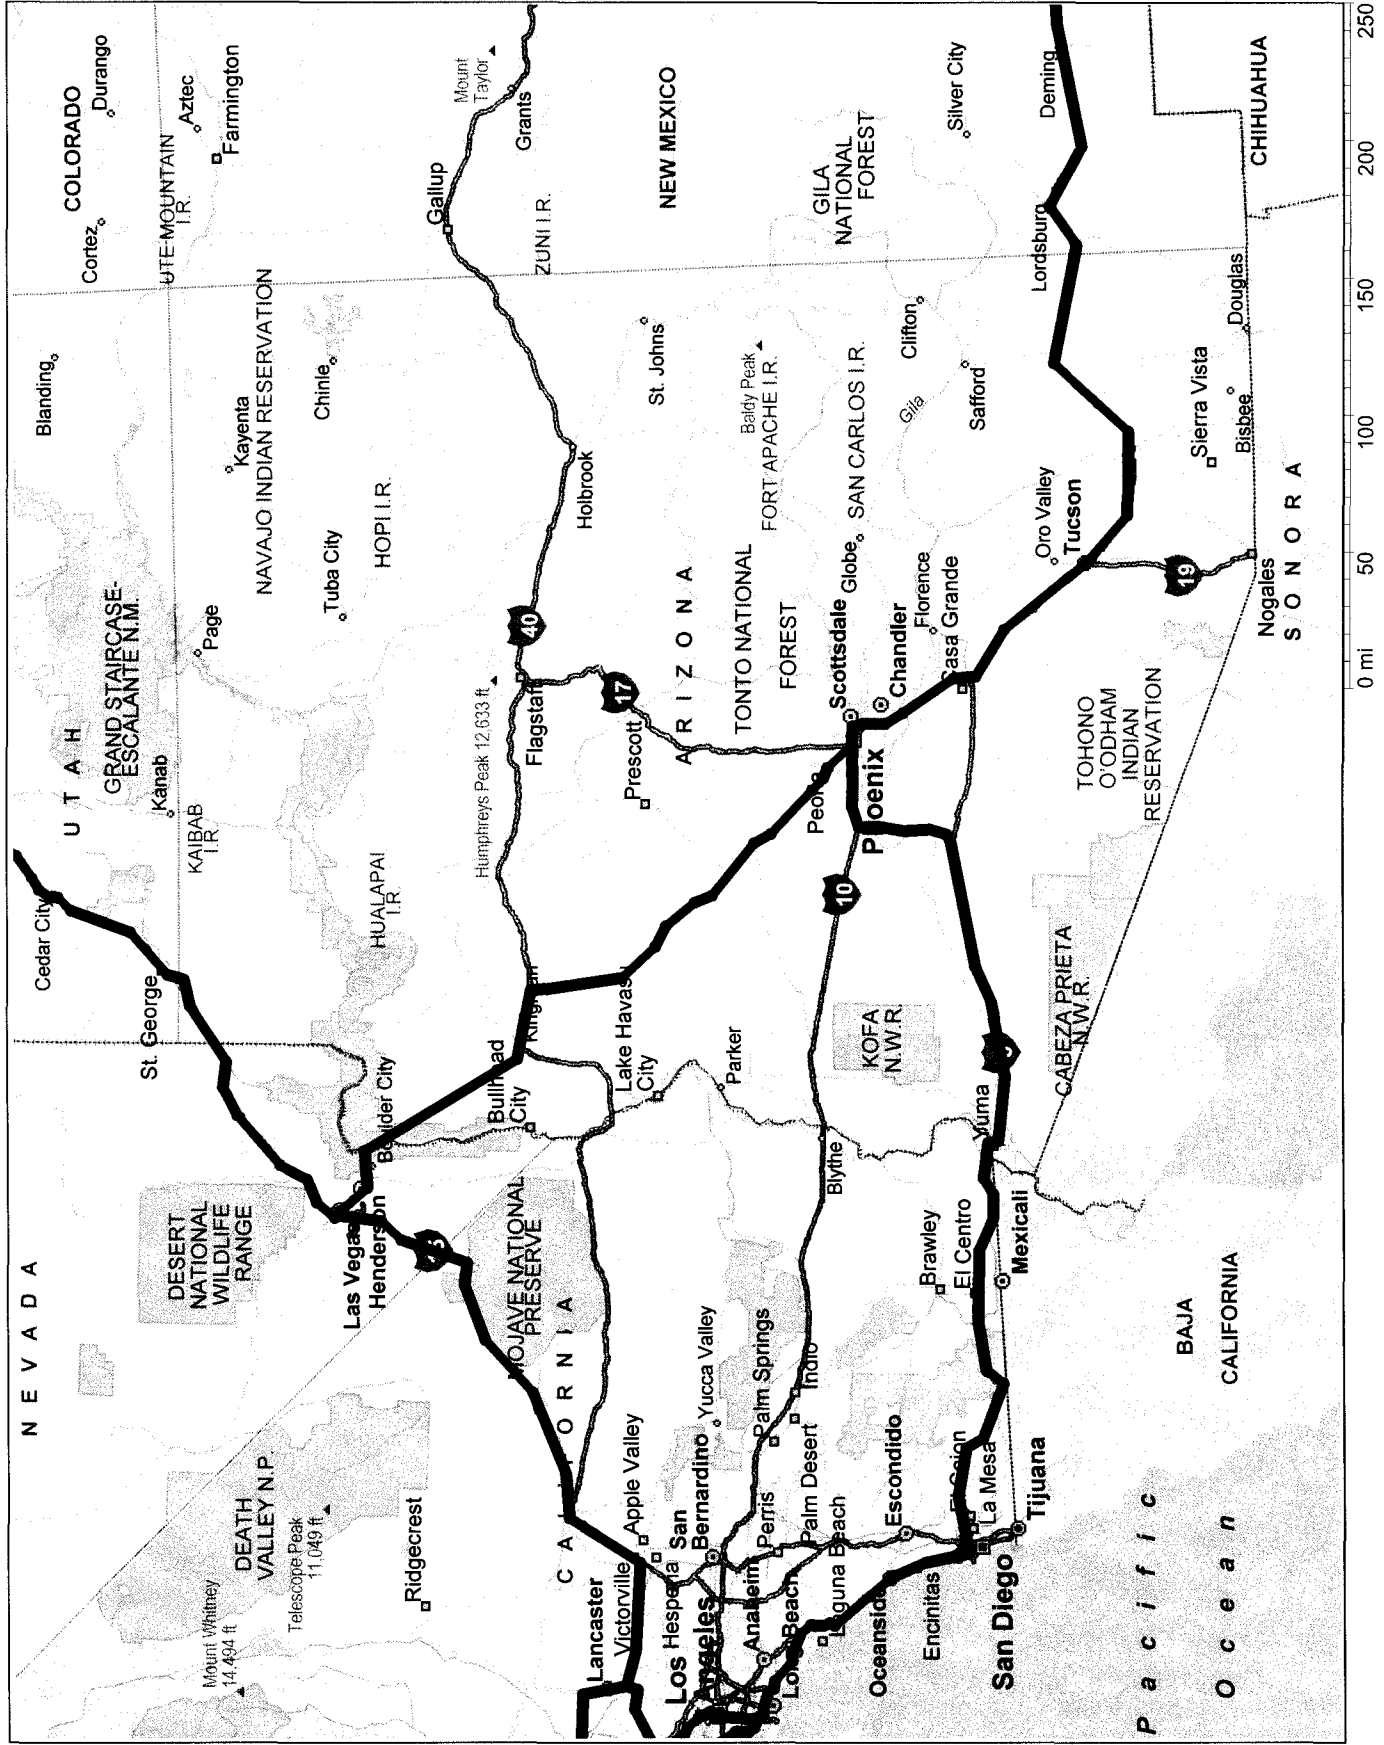 NEVADA
UTAH
COLORADO
Cedar City
Blanding
Cortez
Durango
DESERT
NATIONAL
WILDLIFE
RANGE
St. George
KAIBAB
I.R.
Kanab
GRAND STAIRCASE-
ESCALANTE N.M.
Page
Kayenta
NAVAJO INDIAN RESERVATION
UTE MOUNTAIN
I.R.
Aztec
Farmington
Mount Whitney
14,494 ft
DEATH
VALLEY N.P.
Telescope Peak
11,049 ft
Las Vegas
Henderson
Boulder City
HUALAPAI
I.R.
Tuba City
HOPI I.R.
Chinle
Ridgecrest
MOJAVE NATIONAL
PRESERVE
Bullhead
City
Kingman
Humphreys Peak 12,633 ft
Flagstaff
40
Holbrook
Gallup
ZUNI I.R.
Grants
Mount
Taylor
CALIFORNIA
Lancaster
Victorville
Apple Valley
Lake Havasu
City
Prescott
17
ARIZONA
St. Johns
NEW MEXICO
Los
Angeles
Hesperia
San
Bernardino
Yucca Valley
Parker
TONTO NATIONAL
FOREST
Baldy Peak
FORT APACHE I.R.
Anaheim
Long Beach
Perris
Palm Springs
Palm Desert
Indio
Laguna Beach
Blythe
10
Peoria
Phoenix
Scottsdale
Chandler
Globe
SAN CARLOS I.R.
GILA
NATIONAL
FOREST
Oceanside
Escondido
KOFA
N.W.R.
Florence
Casa Grande
Gila
Clifton
Safford
Silver City
Encinitas
El Cajon
La Mesa
Brawley
El Centro
Yuma
8
San Diego
Tijuana
Mexicali
CABEZA PRIETA
N.W.R.
TOHONO
O'ODHAM
INDIAN
RESERVATION
Oro Valley
Tucson
Lordsburg
Deming
Pacific
Ocean
BAJA
CALIFORNIA
19
Nogales
SONORA
Sierra Vista
Bisbee
Douglas
CHIHUAHUA
0 mi 50 100 150 200 250